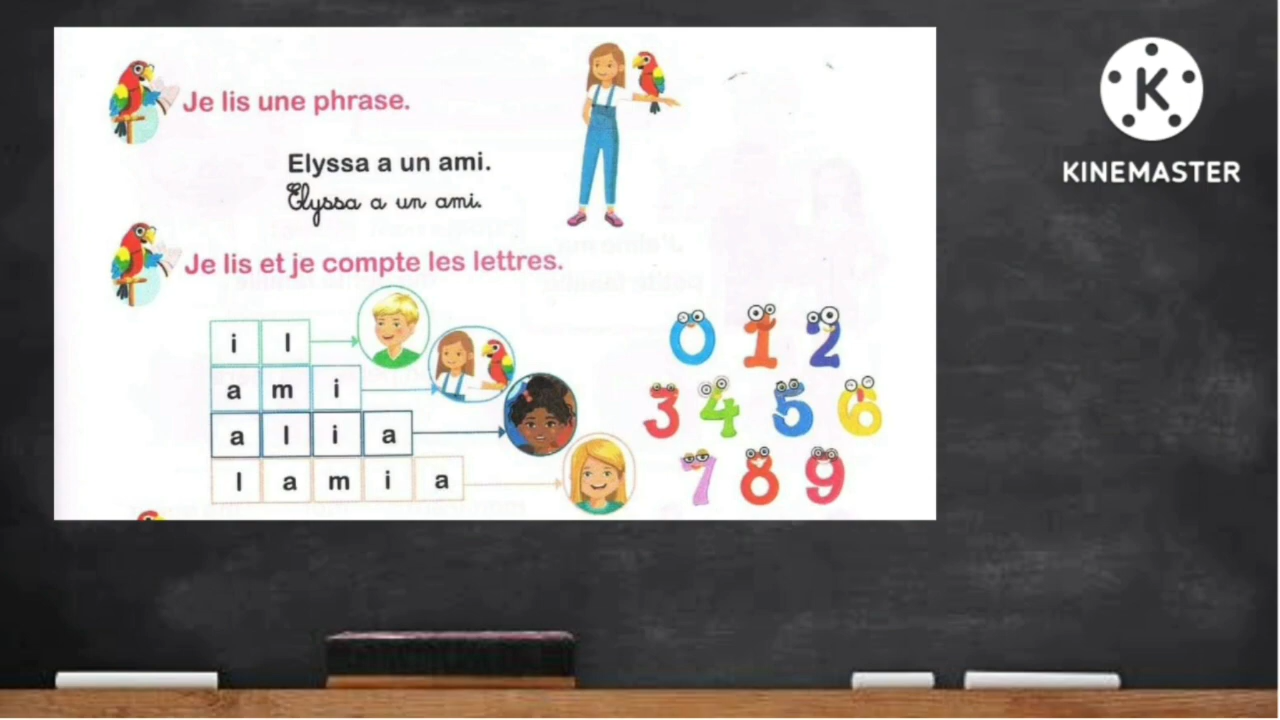 Je lis une phrase.
Elyssa a un ami.
Elyssa a un ami.
Je lis et je compte les lettres.
i l
a m i
a l i a
l a m i a
0 1 2
3 4 5 6
7 8 9
K
KINEMASTER